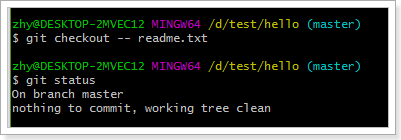 zhy@DESKTOP-2MVEC12 MINGW64 /d/test/hello (master)
$ git checkout -- readme.txt
zhy@DESKTOP-2MVEC12 MINGW64 /d/test/hello (master)
$ git status
On branch master
nothing to commit, working tree clean